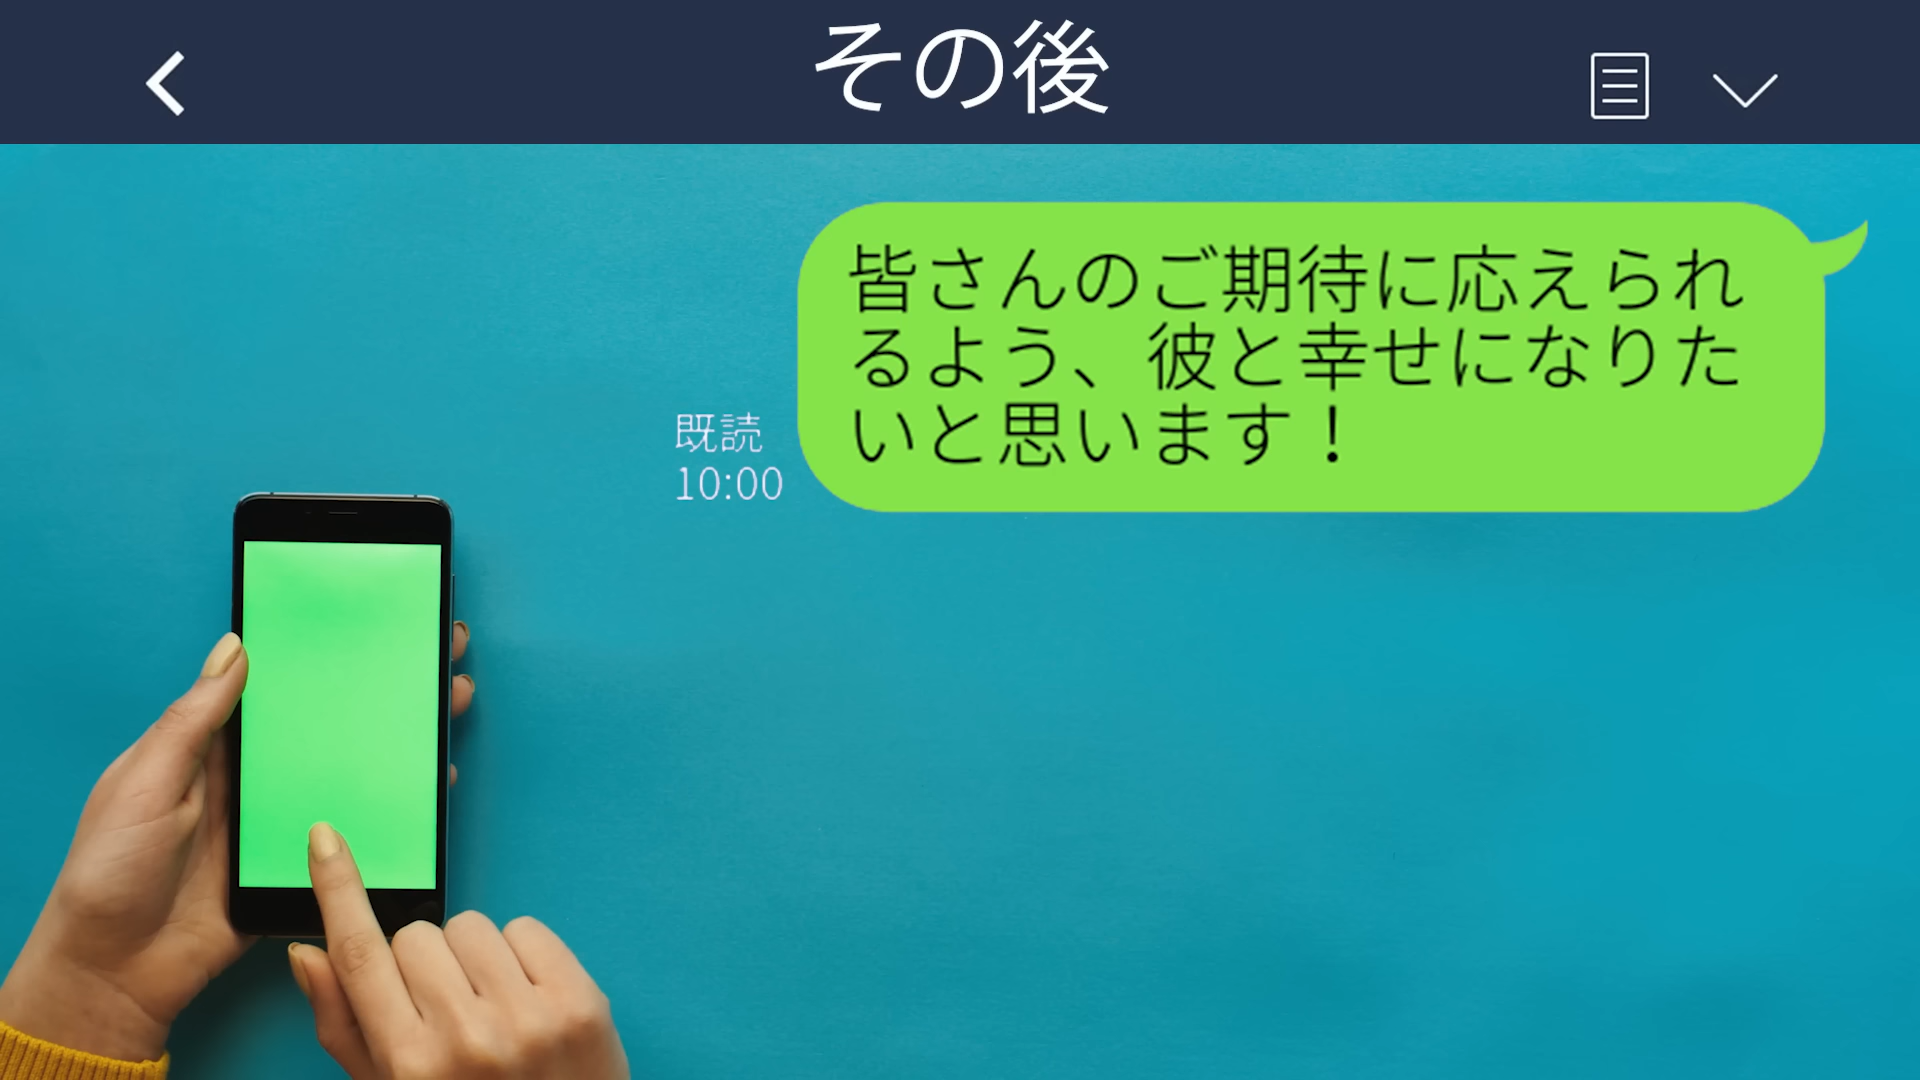 その後
皆さんのご期待に応えられ
るよう、彼と幸せになりた
いと思います！
既読
10:00